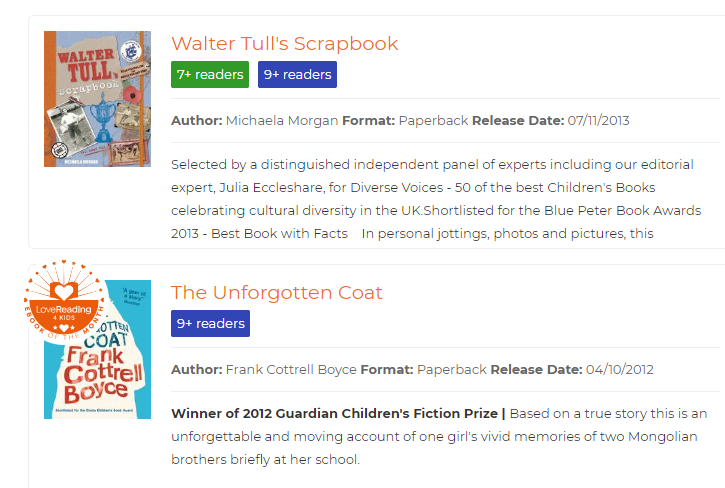 WALTER
TULL's
scrapbook
MICHAELA MORGAN
Walter Tull's Scrapbook
7+ readers 9+ readers
Author: Michaela Morgan Format: Paperback Release Date: 07/11/2013
Selected by a distinguished independent panel of experts including our editorial
expert, Julia Eccleshare, for Diverse Voices - 50 of the best Children's Books
celebrating cultural diversity in the UK.Shortlisted for the Blue Peter Book Awards
2013 - Best Book with Facts In personal jottings, photos and pictures, this
LoveReading
4 KIDS
EBOOK OF THE MONTH
COAT
Frank
Cottrell
Boyce
The Unforgotten Coat
9+ readers
Author: Frank Cottrell Boyce Format: Paperback Release Date: 04/10/2012
Winner of 2012 Guardian Children's Fiction Prize | Based on a true story this is an
unforgettable and moving account of one girl's vivid memories of two Mongolian
brothers briefly at her school.